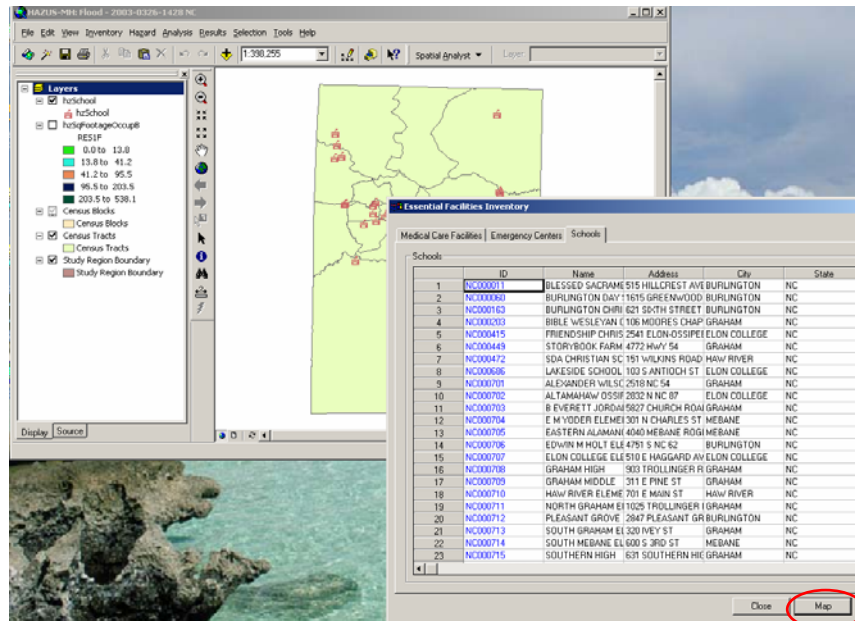 HAZUS-MH: Flood - 2003-0326-1428 NC
File Edit View Inventory Hazard Analysis Results Selection Tools Help
1:398,255 Spatial Analyst Layer:
Layers
hzSchool
hzSchool
hzSqFootageOccupB
RES1F
0.0 to 13.8
13.8 to 41.2
41.2 to 95.5
95.5 to 203.5
203.5 to 538.1
Census Blocks
Census Blocks
Census Tracts
Census Tracts
Study Region Boundary
Study Region Boundary
Display Source
Essential Facilities Inventory
Medical Care Facilities Emergency Centers Schools
Schools
ID Name Address City State
1 NC000011 BLESSED SACRAME 515 HILLCREST AVE BURLINGTON NC
2 NC000060 BURLINGTON DAY 1615 GREENWOOD BURLINGTON NC
3 NC000163 BURLINGTON CHRI 621 SIXTH STREET BURLINGTON NC
4 NC000203 BIBLE WESLEYAN 106 MOORES CHAP GRAHAM NC
5 NC000415 FRIENDSHIP CHRIS 2541 ELON-OSSIPEE ELON COLLEGE NC
6 NC000449 STORYBOOK FARM 4772 HWY 54 GRAHAM NC
7 NC000472 SDA CHRISTIAN SC 151 WILKINS ROAD HAW RIVER NC
8 NC000686 LAKESIDE SCHOOL 103 S ANTIOCH ST ELON COLLEGE NC
9 NC000701 ALEXANDER WILSO 2518 NC 54 GRAHAM NC
10 NC000702 ALTAMAHAW OSSIP 2832 N NC 87 ELON COLLEGE NC
11 NC000703 B EVERETT JORDAN 5827 CHURCH ROAD GRAHAM NC
12 NC000704 E M YODER ELEMEN 301 N CHARLES ST MEBANE NC
13 NC000705 EASTERN ALAMANC 4040 MEBANE ROGE MEBANE NC
14 NC000706 EDWIN M HOLT ELE 4751 S NC 62 BURLINGTON NC
15 NC000707 ELON COLLEGE ELE 510 E HAGGARD AV ELON COLLEGE NC
16 NC000708 GRAHAM HIGH 903 TROLLINGER R GRAHAM NC
17 NC000709 GRAHAM MIDDLE 311 E PINE ST GRAHAM NC
18 NC000710 HAW RIVER ELEME 701 E MAIN ST HAW RIVER NC
19 NC000711 NORTH GRAHAM EL 1025 TROLLINGER GRAHAM NC
20 NC000712 PLEASANT GROVE 2847 PLEASANT GR BURLINGTON NC
21 NC000713 SOUTH GRAHAM EL 320 IVEY ST GRAHAM NC
22 NC000714 SOUTH MEBANE EL 600 S 3RD ST MEBANE NC
23 NC000715 SOUTHERN HIGH 631 SOUTHERN HIG GRAHAM NC
Close Map